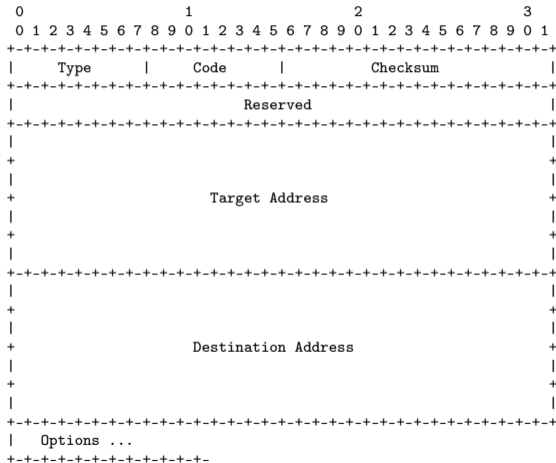 0                   1                   2                   3
0 1 2 3 4 5 6 7 8 9 0 1 2 3 4 5 6 7 8 9 0 1 2 3 4 5 6 7 8 9 0 1
+-+-+-+-+-+-+-+-+-+-+-+-+-+-+-+-+-+-+-+-+-+-+-+-+-+-+-+-+-+-+-+-+
|     Type      |     Code      |          Checksum             |
+-+-+-+-+-+-+-+-+-+-+-+-+-+-+-+-+-+-+-+-+-+-+-+-+-+-+-+-+-+-+-+-+
|                           Reserved                            |
+-+-+-+-+-+-+-+-+-+-+-+-+-+-+-+-+-+-+-+-+-+-+-+-+-+-+-+-+-+-+-+-+
|                                                               |
+                                                               +
|                                                               |
+                       Target Address                          +
|                                                               |
+                                                               +
|                                                               |
+-+-+-+-+-+-+-+-+-+-+-+-+-+-+-+-+-+-+-+-+-+-+-+-+-+-+-+-+-+-+-+-+
|                                                               |
+                                                               +
|                                                               |
+                     Destination Address                       +
|                                                               |
+                                                               +
|                                                               |
+-+-+-+-+-+-+-+-+-+-+-+-+-+-+-+-+-+-+-+-+-+-+-+-+-+-+-+-+-+-+-+-+
|   Options ...
+-+-+-+-+-+-+-+-+-+-+-+-